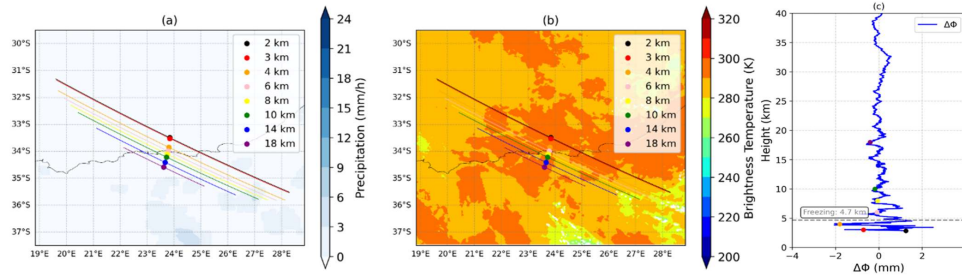 (a)
30°S
31°S
32°S
33°S
34°S
35°S
36°S
37°S
19°E 20°E 21°E 22°E 23°E 24°E 25°E 26°E 27°E 28°E
2 km
3 km
4 km
6 km
8 km
10 km
14 km
18 km
24
21
18
15
12
9
6
3
0
Precipitation (mm/h)
(b)
30°S
31°S
32°S
33°S
34°S
35°S
36°S
37°S
19°E 20°E 21°E 22°E 23°E 24°E 25°E 26°E 27°E 28°E
2 km
3 km
4 km
6 km
8 km
10 km
14 km
18 km
320
300
280
260
240
220
200
Brightness Temperature (K)
(c)
40
35
30
25
20
15
10
5
0
Height (km)
ΔΦ
Freezing: 4.7 km
−4 −2 0 2 4
ΔΦ (mm)